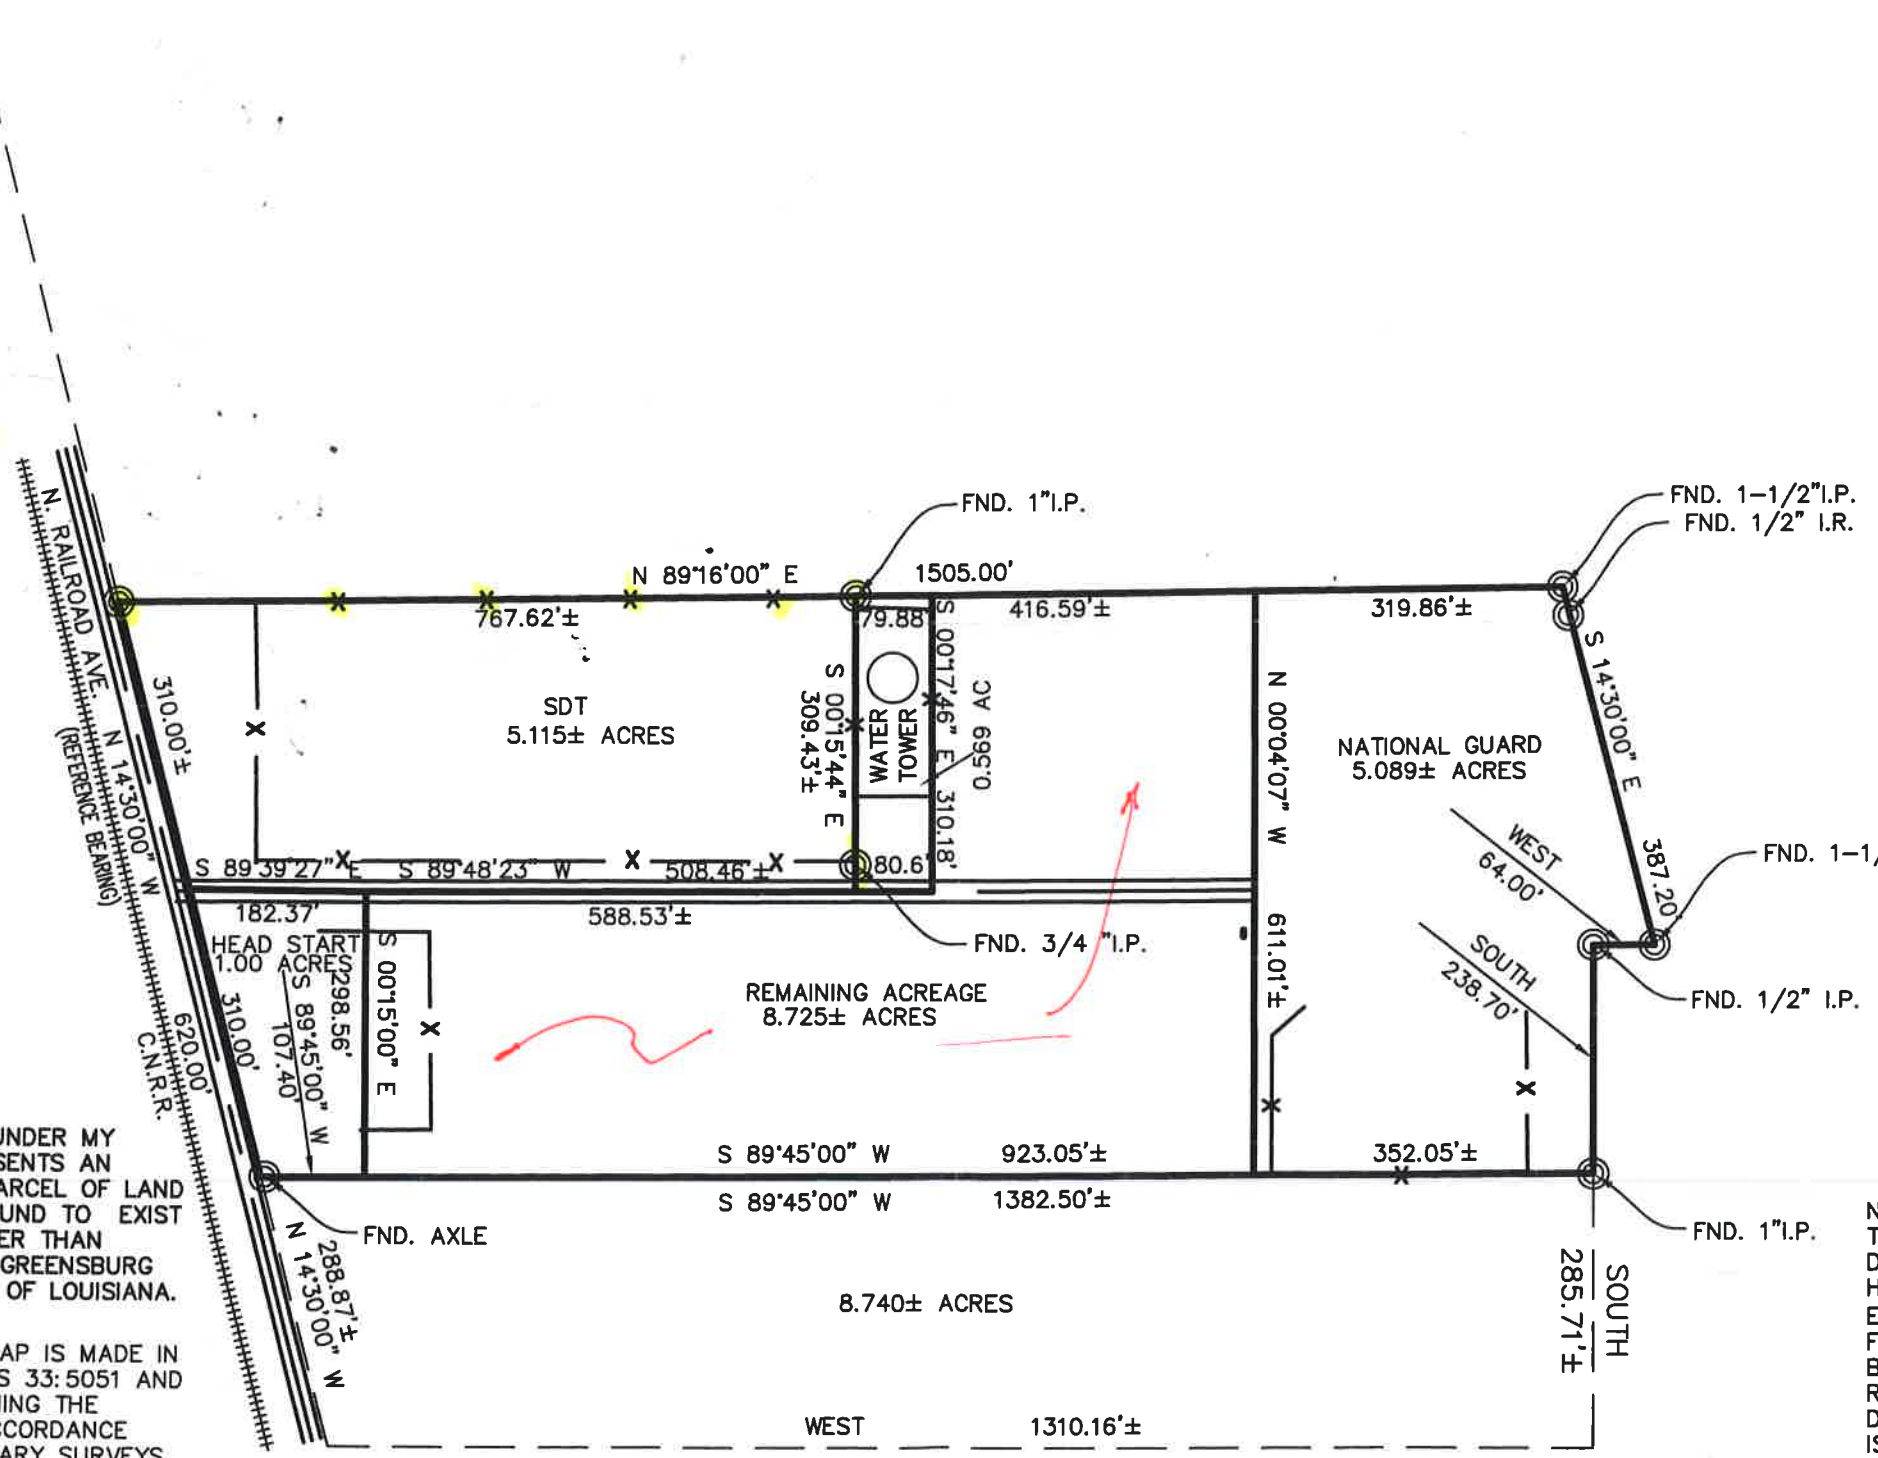 FND. 1"I.P.
FND. 1-1/2"I.P.
FND. 1/2" I.R.
N 89°16'00" E 1505.00'
767.62'±
79.88'
416.59'±
319.86'±
N. RAILROAD AVE. N 14°30'00" W
(REFERENCE BEARING)
310.00'±
SDT
5.115± ACRES
S 00°15'44" E
309.43'±
WATER
TOWER
S 00°17'46" E 310.18'
0.569 AC
N 00°04'07" W 611.01'±
NATIONAL GUARD
5.089± ACRES
S 14°30'00" E 387.20'
WEST
64.00'
FND. 1-1/
SOUTH
238.70'
FND. 1/2" I.P.
S 89°39'27" E S 89°48'23" W 508.46'±
80.6'
182.37'
588.53'±
FND. 3/4 "I.P.
HEAD START
1.00 ACRES
298.56'
S 89°45'00" W
107.40'
S 00°15'00" E
310.00'
620.00'
C.N.R.R.
REMAINING ACREAGE
8.725± ACRES
S 89°45'00" W 923.05'±
352.05'±
S 89°45'00" W 1382.50'±
FND. AXLE
FND. 1"I.P.
N 14°30'00" W
288.87'±
8.740± ACRES
SOUTH
285.71'±
WEST 1310.16'±
UNDER MY
SENTS AN
ARCEL OF LAND
UND TO EXIST
ER THAN
GREENSBURG
OF LOUISIANA.
AP IS MADE IN
S 33:5051 AND
ING THE
CCORDANCE
ARY SURVEYS
N
T
D
H
E
F
B
R
D
IS